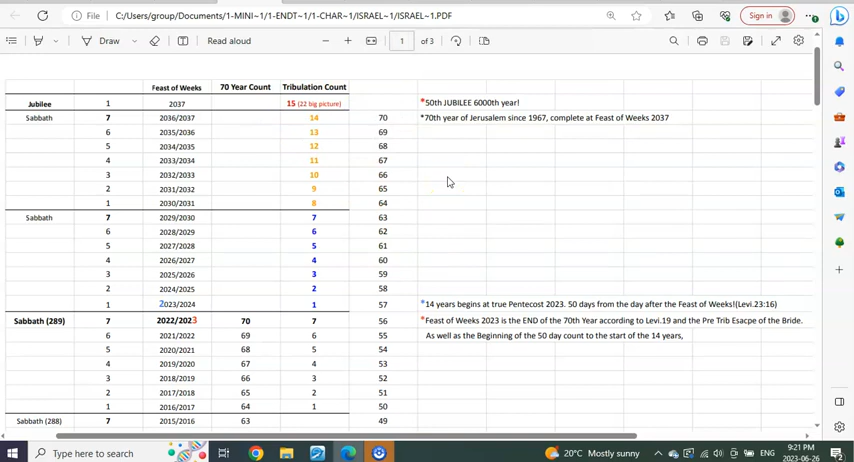 File C:/Users/group/Documents/1-MINI~1/1-ENDT~1/1-CHAR~1/ISRAEL~1/ISRAEL~1.PDF Sign in
Draw Read aloud 1 of 3
Feast of Weeks 70 Year Count Tribulation Count
Jubilee 1 2037 15 (22 big picture) *50th JUBILEE 6000th year!
Sabbath 7 2036/2037 14 70 *70th year of Jerusalem since 1967, complete at Feast of Weeks 2037
6 2035/2036 13 69
5 2034/2035 12 68
4 2033/2034 11 67
3 2032/2033 10 66
2 2031/2032 9 65
1 2030/2031 8 64
Sabbath 7 2029/2030 7 63
6 2028/2029 6 62
5 2027/2028 5 61
4 2026/2027 4 60
3 2025/2026 3 59
2 2024/2025 2 58
1 2023/2024 1 57 *14 years begins at true Pentecost 2023. 50 days from the day after the Feast of Weeks!(Levi.23:16)
Sabbath (289) 7 2022/2023 70 7 56 *Feast of Weeks 2023 is the END of the 70th Year according to Levi.19 and the Pre Trib Esacpe of the Bride.
6 2021/2022 69 6 55 As well as the Beginning of the 50 day count to the start of the 14 years,
5 2020/2021 68 5 54
4 2019/2020 67 4 53
3 2018/2019 66 3 52
2 2017/2018 65 2 51
1 2016/2017 64 1 50
Sabbath (288) 7 2015/2016 63 49
Type here to search 20°C Mostly sunny ENG 9:21 PM
2023-06-26